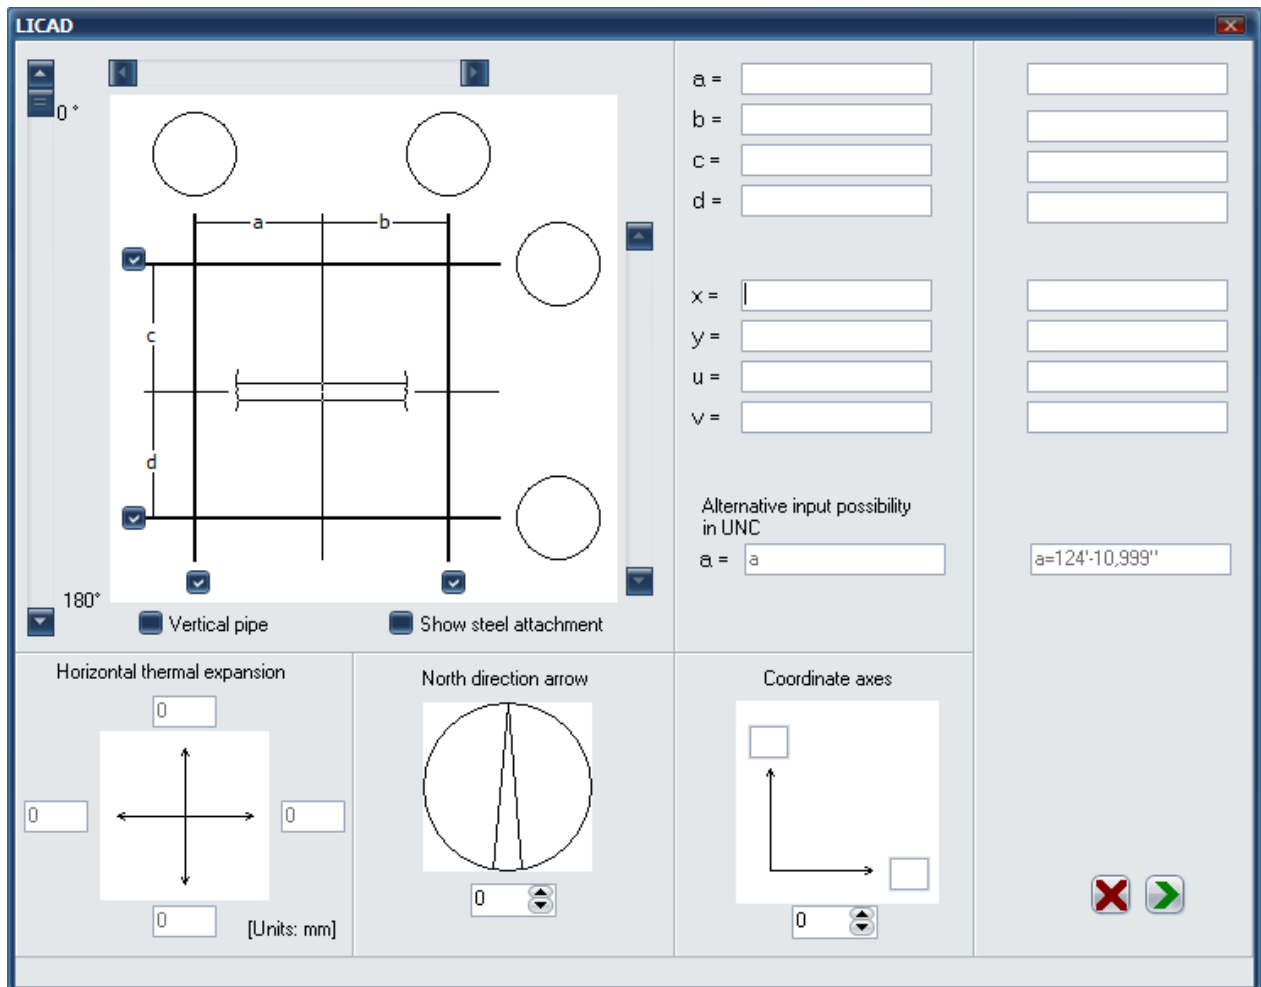 LICAD
0 °
a
b
c
d
180°
Vertical pipe
Show steel attachment
a =
b =
c =
d =
x =
y =
u =
v =
Alternative input possibility
in UNC
a = a
a=124'-10,999"
Horizontal thermal expansion
0
0
0
0
[Units: mm]
North direction arrow
0
Coordinate axes
0